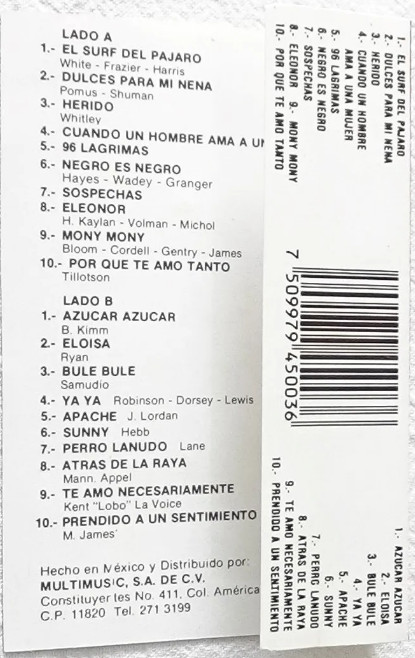 LADO A
1.- EL SURF DEL PAJARO
White - Frazier - Harris
2.- DULCES PARA MI NENA
Pomus - Shuman
3.- HERIDO
Whitley
4.- CUANDO UN HOMBRE AMA A UN
5.- 96 LAGRIMAS
6.- NEGRO ES NEGRO
Hayes - Wadey - Granger
7.- SOSPECHAS
8.- ELEONOR
H. Kaylan - Volman - Michol
9.- MONY MONY
Bloom - Cordell - Gentry - James
10.- POR QUE TE AMO TANTO
Tillotson
LADO B
1.- AZUCAR AZUCAR
B. Kimm
2.- ELOISA
Ryan
3.- BULE BULE
Samudio
4.- YA YA Robinson - Dorsey - Lewis
5.- APACHE J. Lordan
6.- SUNNY Hebb
7.- PERRO LANUDO Lane
8.- ATRAS DE LA RAYA
Mann. Appel
9.- TE AMO NECESARIAMENTE
Kent "Lobo" La Voice
10.- PRENDIDO A UN SENTIMIENTO
M. James'
Hecho en México y Distribuido por:
MULTIMUSIC, S.A. DE C.V.
Constituyentes No. 411, Col. América
C.P. 11820 Tel. 271 3199
1.- EL SURF DEL PAJARO
2.- DULCES PARA MI NENA
3.- HERIDO
4.- CUANDO UN HOMBRE
AMA A UNA MUJER
5.- 96 LAGRIMAS
6.- NEGRO ES NEGRO
7.- SOSPECHAS
8.- ELEONOR 9.- MONY MONY
10.- POR QUE TE AMO TANTO
7 509979 450036
1.- AZUCAR AZUCAR
2.- ELOISA
3.- BULE BULE
4.- YA YA
5.- APACHE
6.- SUNNY
7.- PERRO LANUDO
8.- ATRAS DE LA RAYA
9.- TE AMO NECESARIAMENTE
10.- PRENDIDO A UN SENTIMIENTO